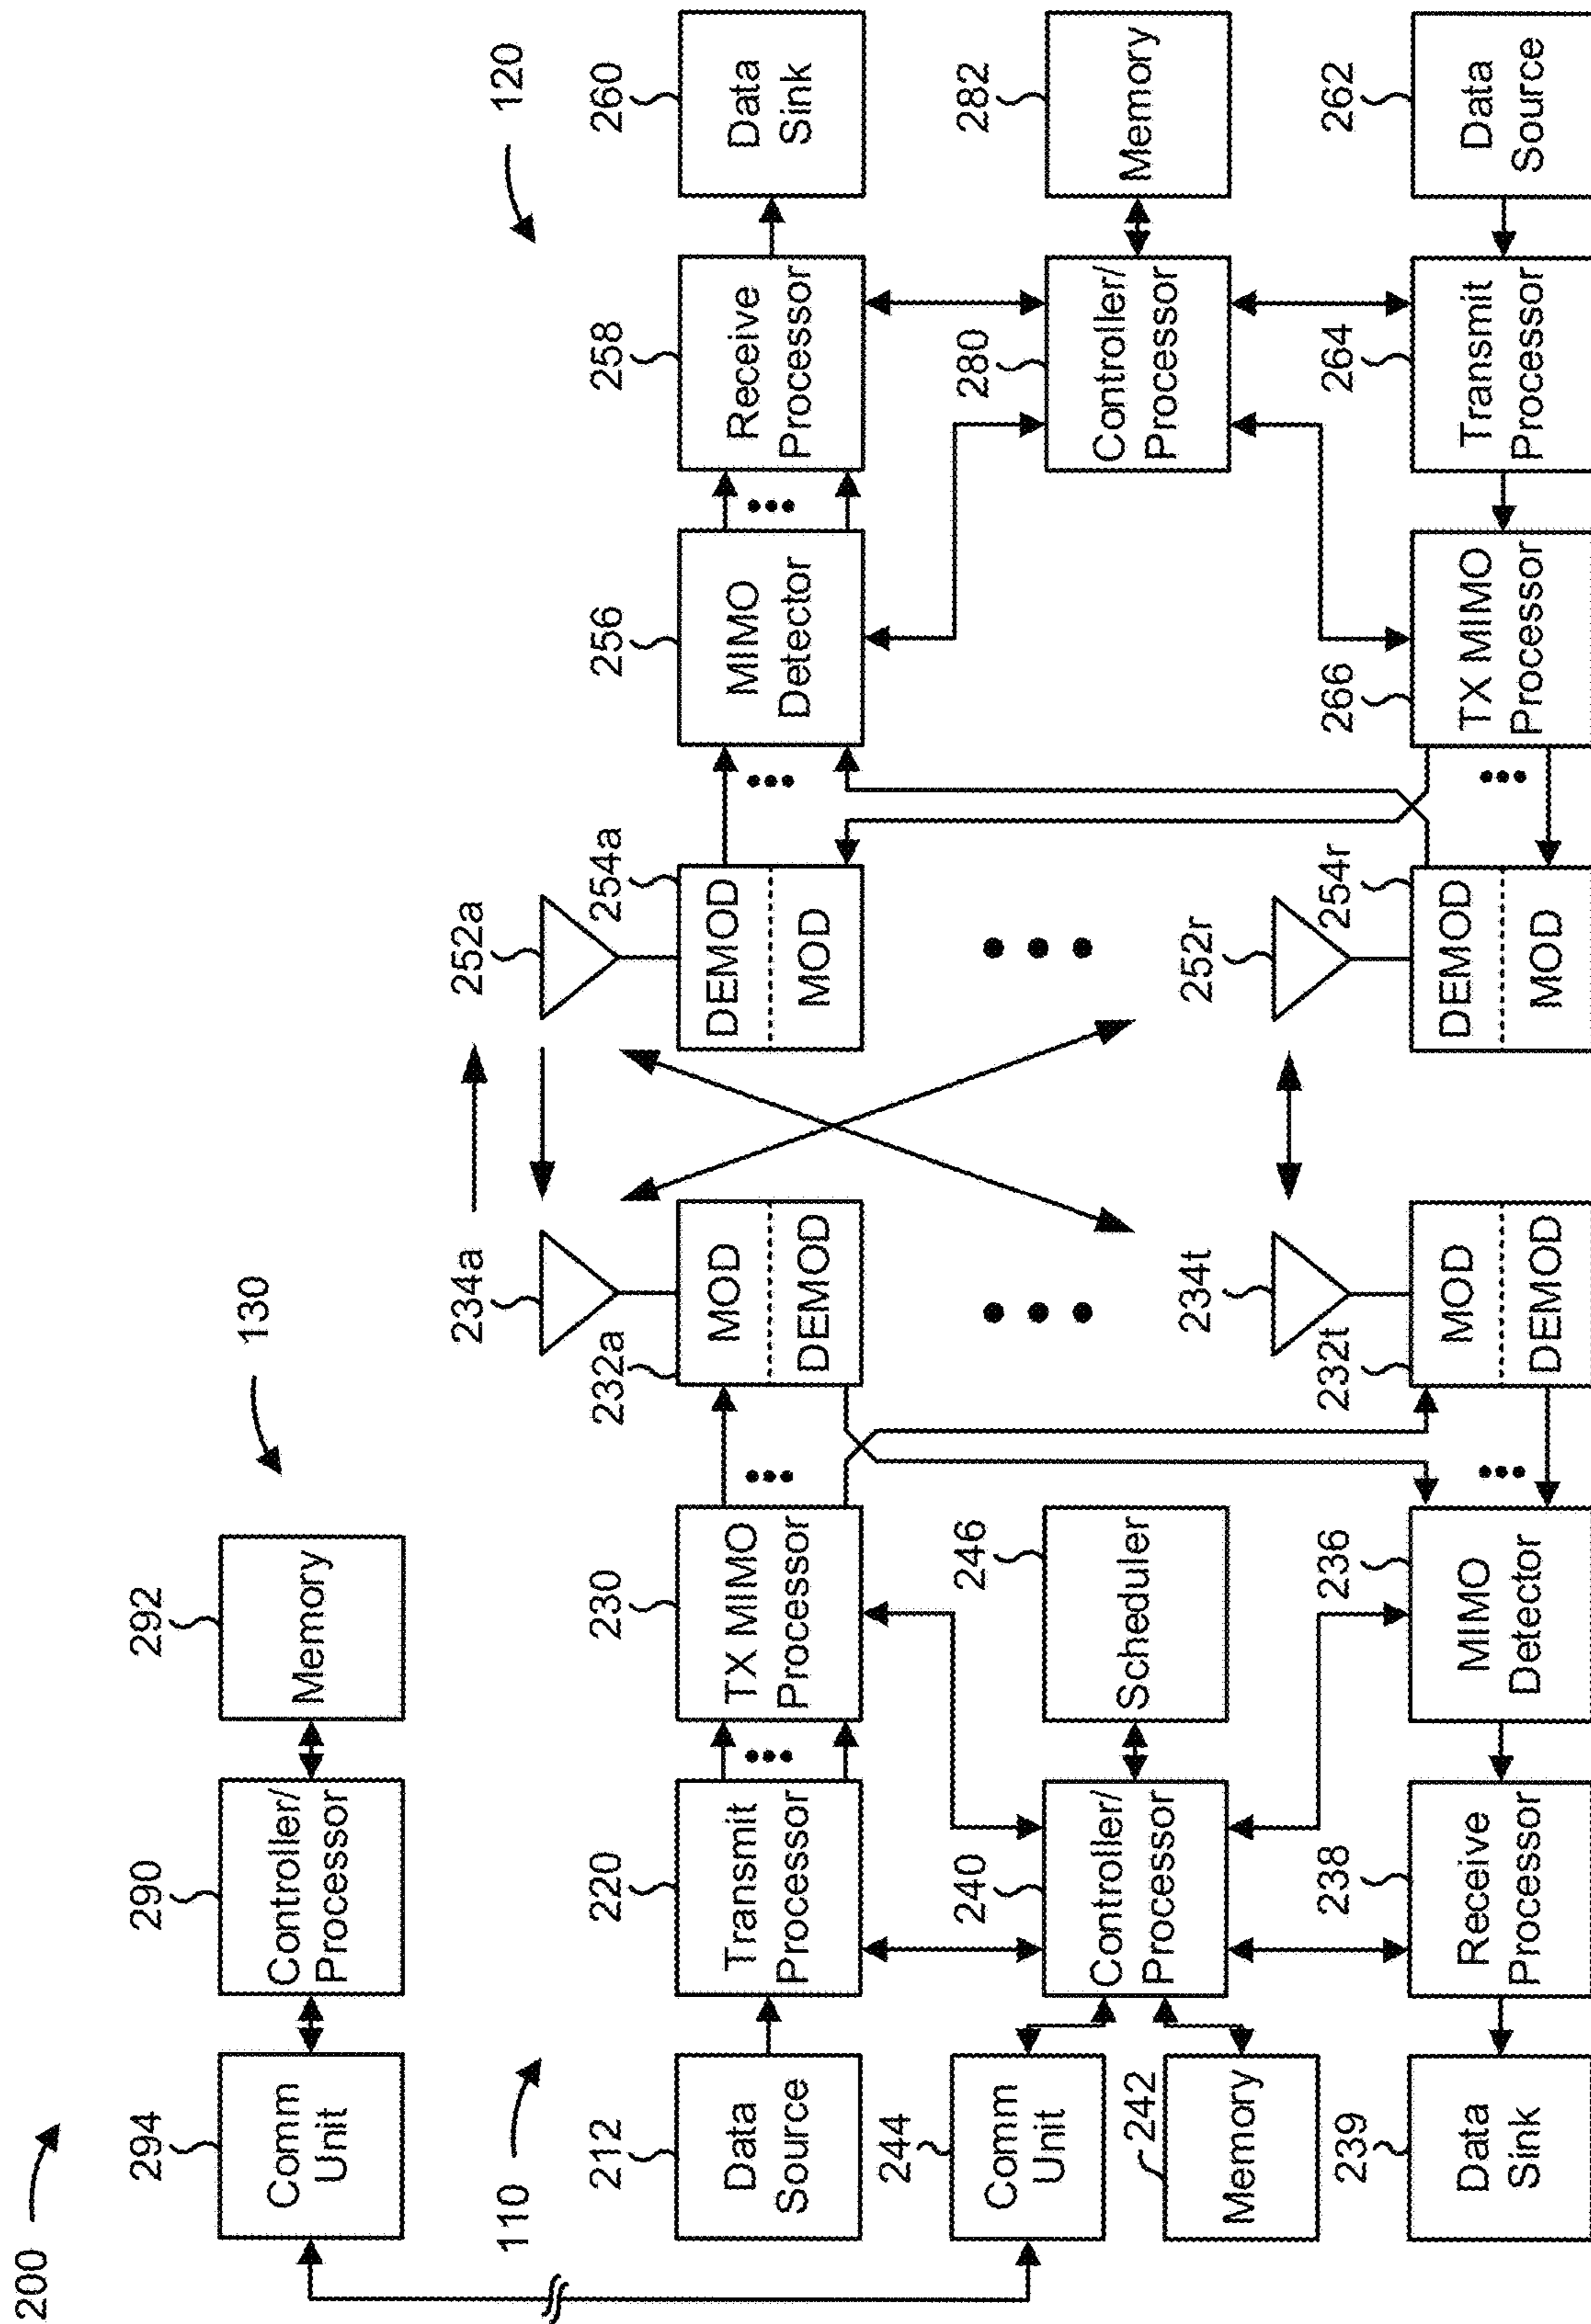 200
130
294
290
292
Comm
Unit
Controller/
Processor
Memory
110
120
234a
252a
212
220
230
232a
254a
256
258
260
Data
Source
Transmit
Processor
TX MIMO
Processor
MOD
DEMOD
DEMOD
MOD
MIMO
Detector
Receive
Processor
Data
Sink
244
Comm
Unit
242
Memory
240
Controller/
Processor
246
Scheduler
280
Controller/
Processor
282
Memory
234t
252r
239
238
236
232t
254r
266
264
262
Data
Sink
Receive
Processor
MIMO
Detector
MOD
DEMOD
DEMOD
MOD
TX MIMO
Processor
Transmit
Processor
Data
Source